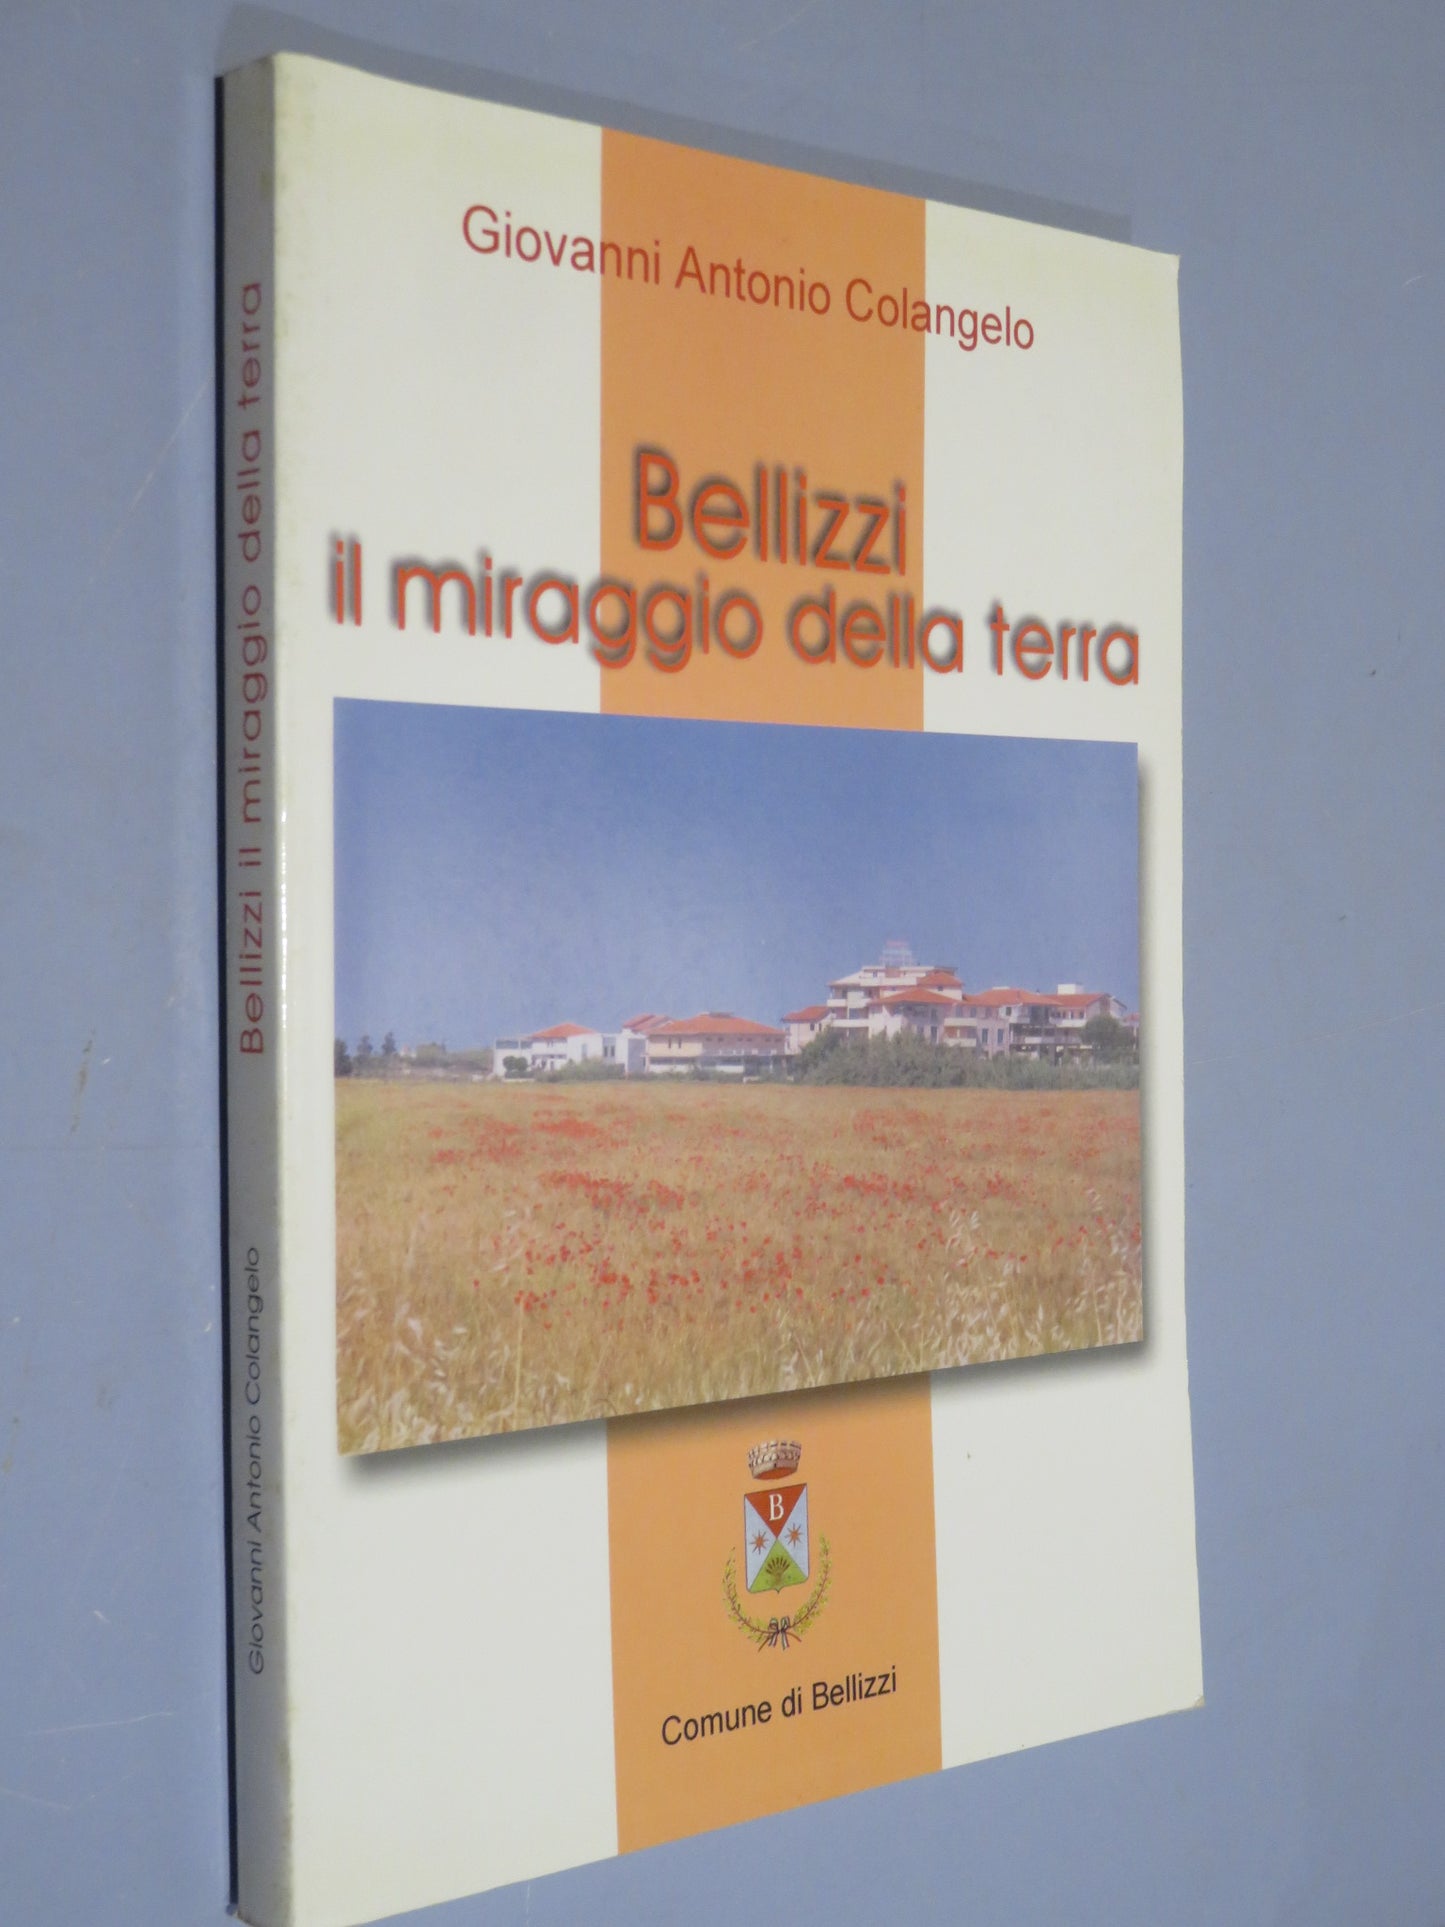 Giovanni Antonio Colangelo
Bellizzi
il miraggio della terra
B
Comune di Bellizzi
Giovanni Antonio Colangelo Bellizzi il miraggio della terra